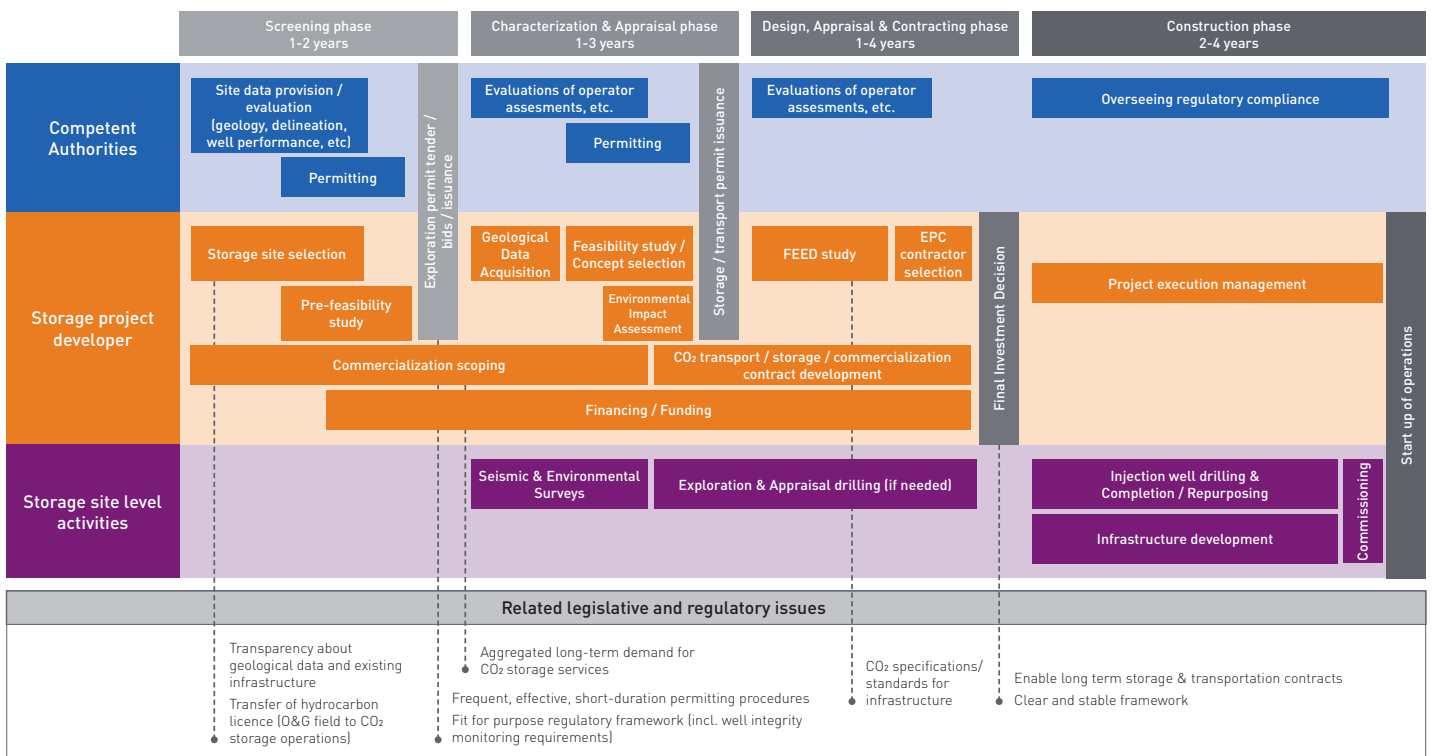 Screening phase
1-2 years
Characterization & Appraisal phase
1-3 years
Design, Appraisal & Contracting phase
1-4 years
Construction phase
2-4 years
Competent
Authorities
Site data provision /
evaluation
(geology, delineation,
well performance, etc)
Permitting
Exploration permit tender /
bids / issuance
Evaluations of operator
assesments, etc.
Permitting
Storage / transport permit issuance
Evaluations of operator
assesments, etc.
Overseeing regulatory compliance
Storage project
developer
Storage site selection
Pre-feasibility
study
Geological
Data
Acquisition
Feasibility study /
Concept selection
Environmental
Impact
Assessment
FEED study
EPC
contractor
selection
Final Investment Decision
Project execution management
Commercialization scoping
CO₂ transport / storage / commercialization
contract development
Financing / Funding
Start up of operations
Storage site level
activities
Seismic & Environmental
Surveys
Exploration & Appraisal drilling (if needed)
Injection well drilling &
Completion / Repurposing
Infrastructure development
Commissioning
Related legislative and regulatory issues
Transparency about
geological data and existing
infrastructure
Transfer of hydrocarbon
licence (O&G field to CO₂
storage operations)
Aggregated long-term demand for
CO₂ storage services
Frequent, effective, short-duration permitting procedures
Fit for purpose regulatory framework (incl. well integrity
monitoring requirements)
CO₂ specifications/
standards for
infrastructure
Enable long term storage & transportation contracts
Clear and stable framework